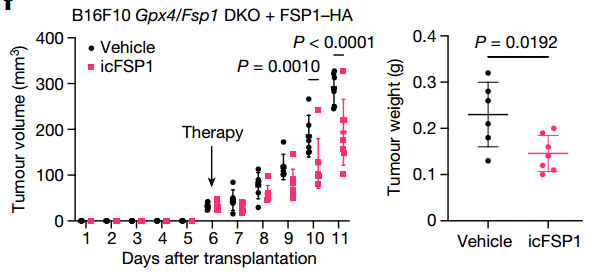 f
B16F10 Gpx4/Fsp1 DKO + FSP1–HA
Tumour volume (mm³)
400
300
200
100
0
Vehicle
icFSP1
P < 0.0001
P = 0.0010
Therapy
1 2 3 4 5 6 7 8 9 10 11
Days after transplantation
Tumour weight (g)
0.4
0.3
0.2
0.1
0
P = 0.0192
Vehicle icFSP1